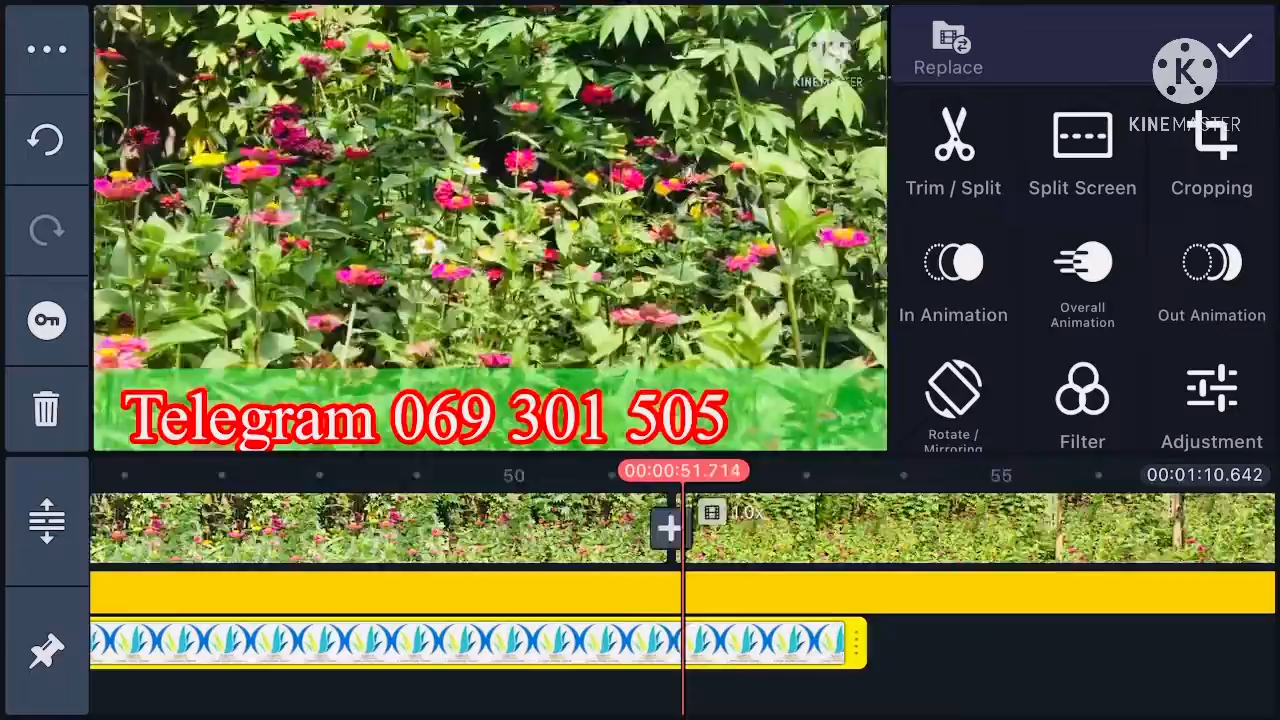 Replace
KINEMASTER
KINEMASTER
Trim / Split
Split Screen
Cropping
In Animation
Overall
Animation
Out Animation
Rotate /
Mirroring
Filter
Adjustment
Telegram 069 301 505
50
00:00:51.714
55
00:01:10.642
1.0x